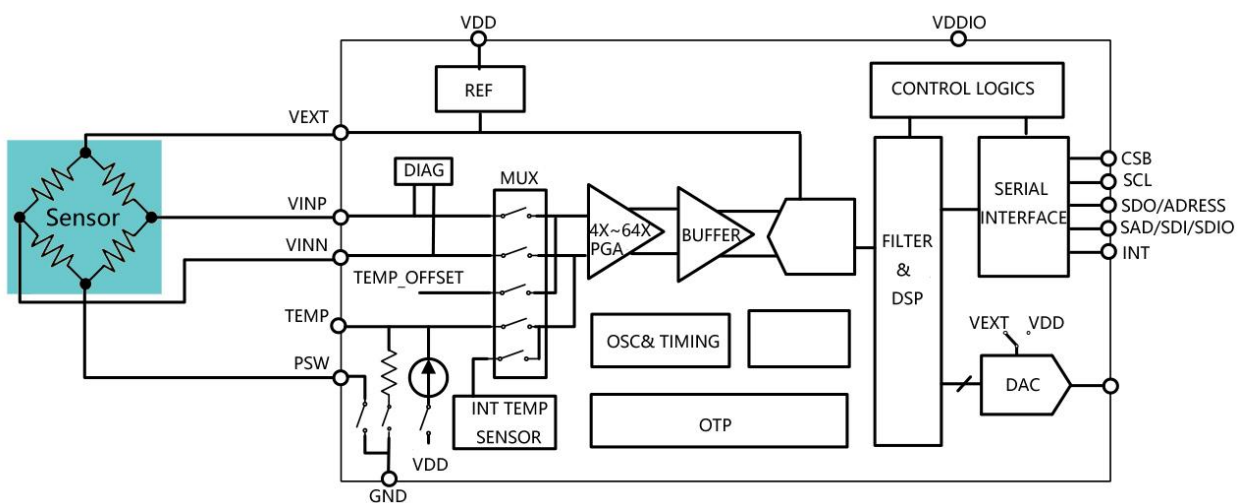 VDD
VDDIO
REF
CONTROL LOGICS
VEXT
DIAG
MUX
CSB
SCL
SDO/ADRESS
SAD/SDI/SDIO
INT
SERIAL
INTERFACE
VINP
Sensor
4X~64X
PGA
BUFFER
FILTER
&
DSP
VINN
TEMP_OFFSET
TEMP
OSC& TIMING
VEXT
VDD
PSW
DAC
INT TEMP
SENSOR
OTP
VDD
GND